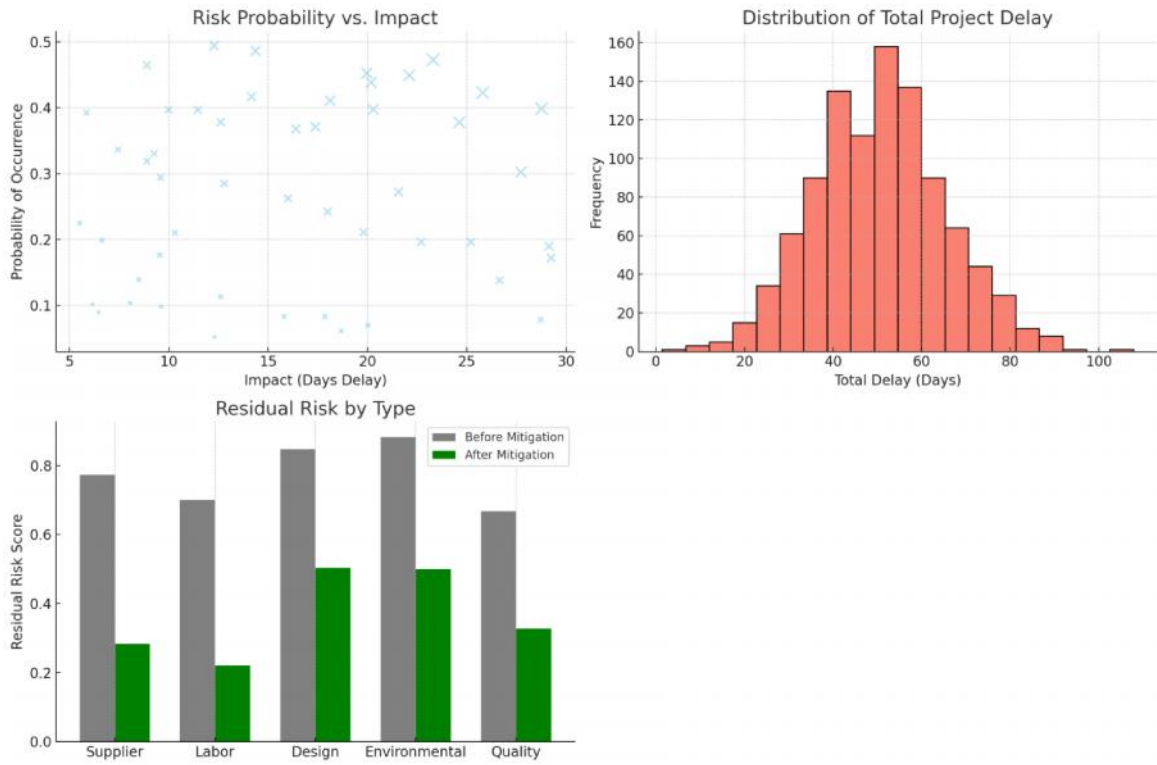 Risk Probability vs. Impact
0.5
0.4
0.3
0.2
0.1
Probability of Occurrence
5 10 15 20 25 30
Impact (Days Delay)
Distribution of Total Project Delay
160
140
120
100
80
60
40
20
0
Frequency
0 20 40 60 80 100
Total Delay (Days)
Residual Risk by Type
Before Mitigation
After Mitigation
0.8
0.6
0.4
0.2
0.0
Residual Risk Score
Supplier Labor Design Environmental Quality